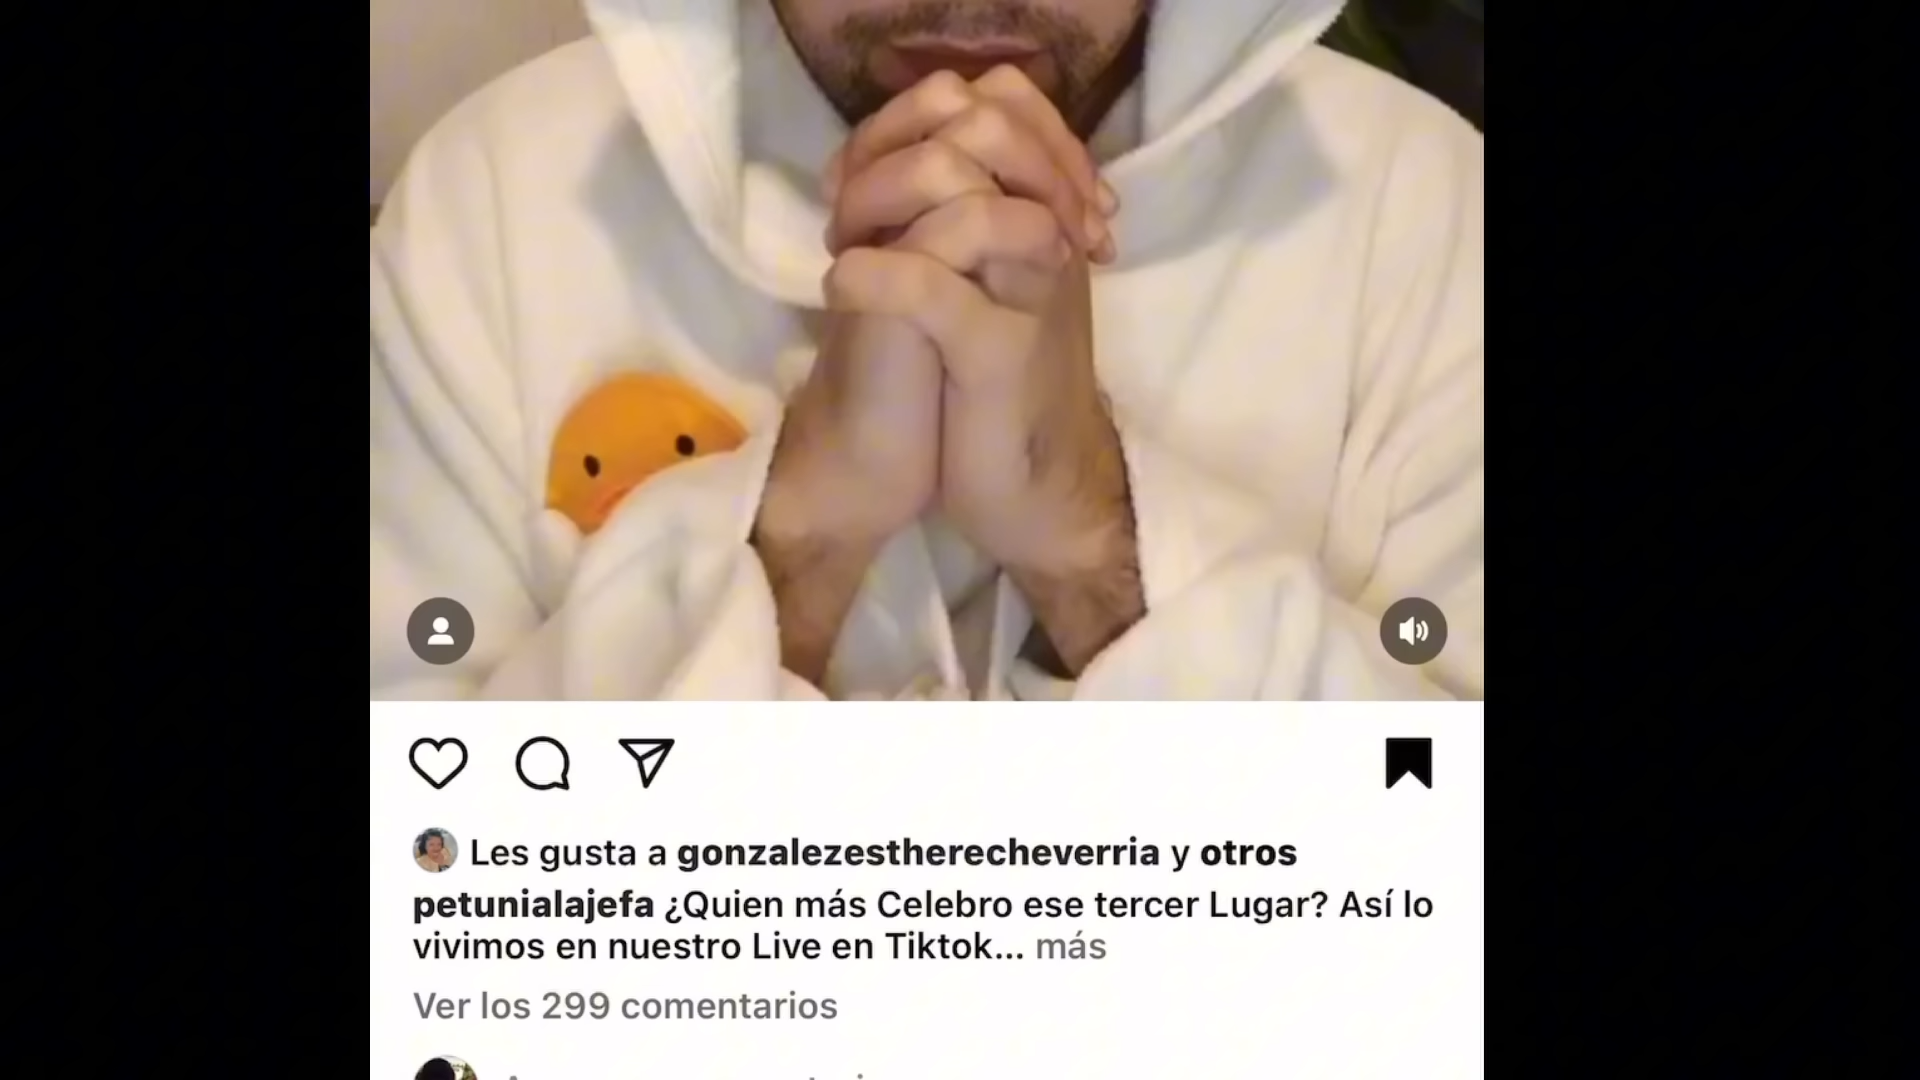 Les gusta a gonzalezestherecheverria y otros
petunialajefa ¿Quien más Celebro ese tercer Lugar? Así lo
vivimos en nuestro Live en Tiktok... más
Ver los 299 comentarios